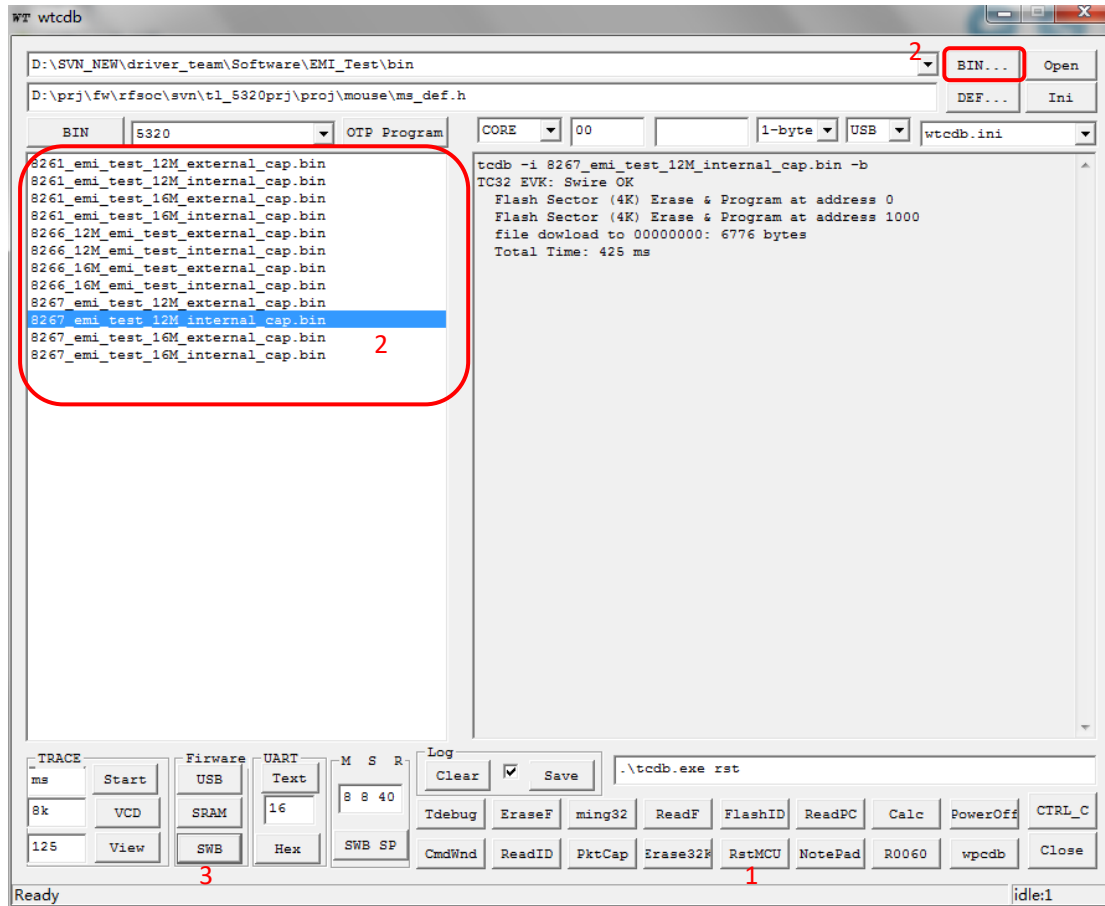 WT wtcdb
D:\SVN_NEW\driver_team\Software\EMI_Test\bin
2
BIN...
Open
D:\prj\fw\rfsoc\svn\tl_5320prj\proj\mouse\ms_def.h
DEF...
Ini
BIN
5320
OTP Program
CORE
00
1-byte
USB
wtcdb.ini
8261_emi_test_12M_external_cap.bin
8261_emi_test_12M_internal_cap.bin
8261_emi_test_16M_external_cap.bin
8261_emi_test_16M_internal_cap.bin
8266_12M_emi_test_external_cap.bin
8266_12M_emi_test_internal_cap.bin
8266_16M_emi_test_external_cap.bin
8266_16M_emi_test_internal_cap.bin
8267_emi_test_12M_external_cap.bin
8267_emi_test_12M_internal_cap.bin
8267_emi_test_16M_external_cap.bin
8267_emi_test_16M_internal_cap.bin
2
tcdb -i 8267_emi_test_12M_internal_cap.bin -b
TC32 EVK: Swire OK
Flash Sector (4K) Erase & Program at address 0
Flash Sector (4K) Erase & Program at address 1000
file dowload to 00000000: 6776 bytes
Total Time: 425 ms
TRACE
ms
Start
8k
VCD
125
View
Firware
USB
SRAM
SWB
3
UART
Text
16
Hex
M S R
8 8 40
SWB SP
Log
Clear
Save
.\tcdb.exe rst
Tdebug
EraseF
ming32
ReadF
FlashID
ReadPC
Calc
PowerOff
CTRL_C
CmdWnd
ReadID
PktCap
Erase32K
RstMCU
NotePad
R0060
wpcdb
Close
1
Ready
idle:1